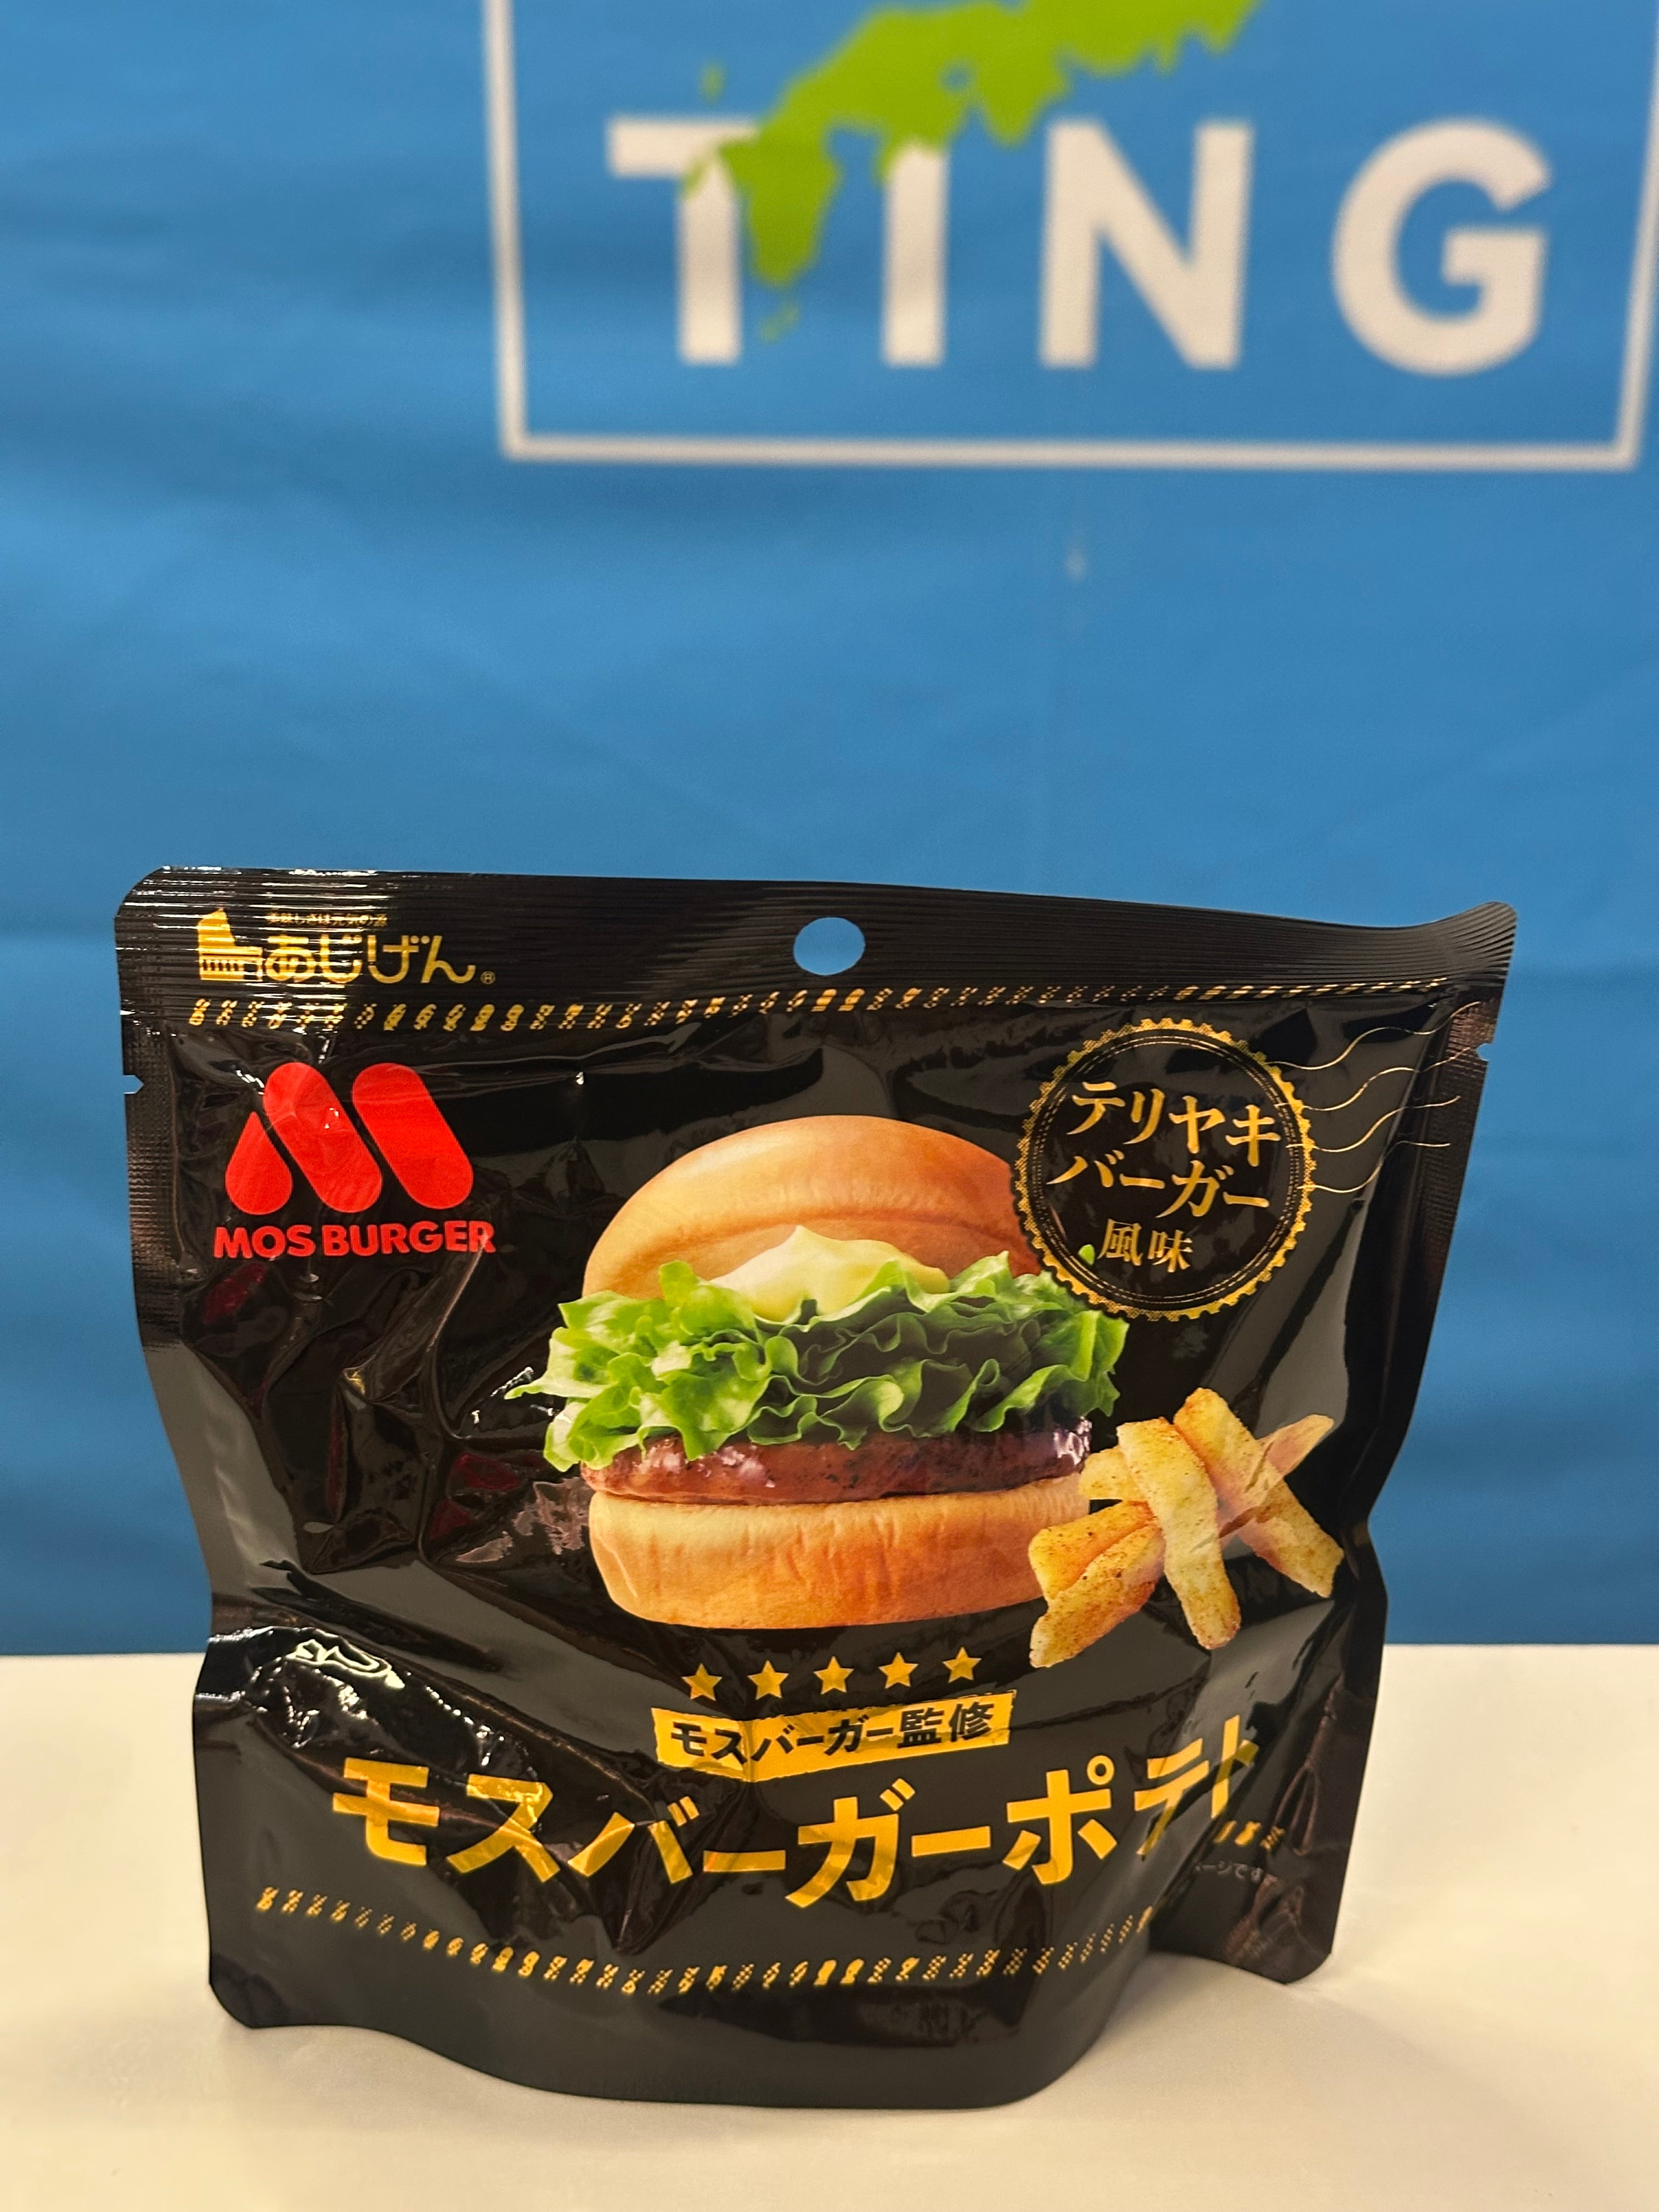 TING
あじげん®
MOS BURGER
テリヤキ
バーガー
風味
モスバーガー監修
モスバーガーポテト